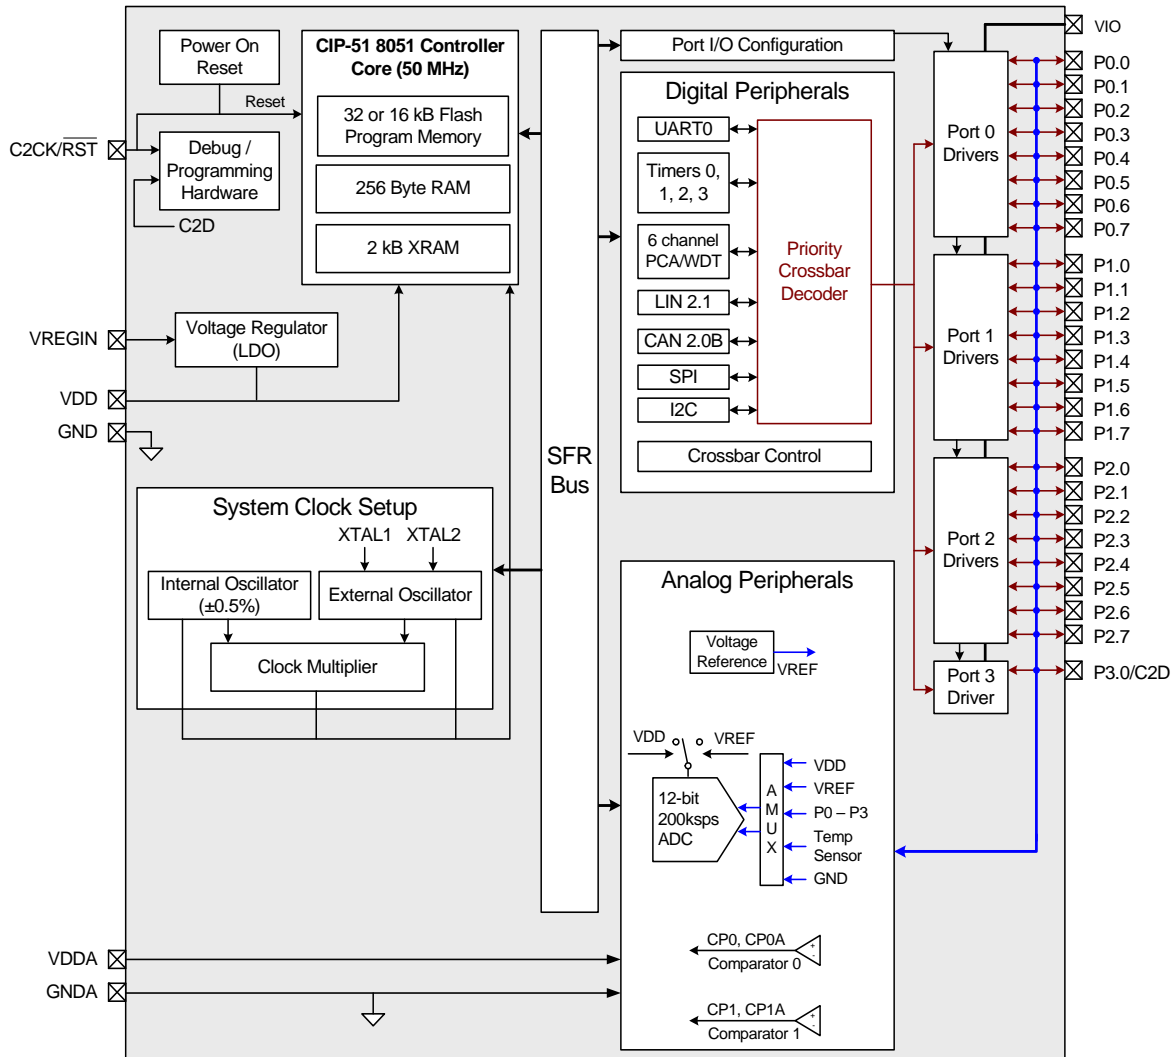 Power On
Reset
CIP-51 8051 Controller
Core (50 MHz)
32 or 16 kB Flash
Program Memory
256 Byte RAM
2 kB XRAM
Reset
C2CK/RST
Debug /
Programming
Hardware
C2D
VREGIN
Voltage Regulator
(LDO)
VDD
GND
System Clock Setup
XTAL1
XTAL2
Internal Oscillator
(±0.5%)
External Oscillator
Clock Multiplier
SFR
Bus
Port I/O Configuration
Digital Peripherals
UART0
Timers 0,
1, 2, 3
6 channel
PCA/WDT
LIN 2.1
CAN 2.0B
SPI
I2C
Priority
Crossbar
Decoder
Crossbar Control
Analog Peripherals
Voltage
Reference
VREF
VDD
VREF
12-bit
200ksps
ADC
A
M
U
X
VDD
VREF
P0 – P3
Temp
Sensor
GND
CP0, CP0A
Comparator 0
+
-
CP1, CP1A
Comparator 1
+
-
VDDA
GNDA
Port 0
Drivers
Port 1
Drivers
Port 2
Drivers
Port 3
Driver
VIO
P0.0
P0.1
P0.2
P0.3
P0.4
P0.5
P0.6
P0.7
P1.0
P1.1
P1.2
P1.3
P1.4
P1.5
P1.6
P1.7
P2.0
P2.1
P2.2
P2.3
P2.4
P2.5
P2.6
P2.7
P3.0/C2D